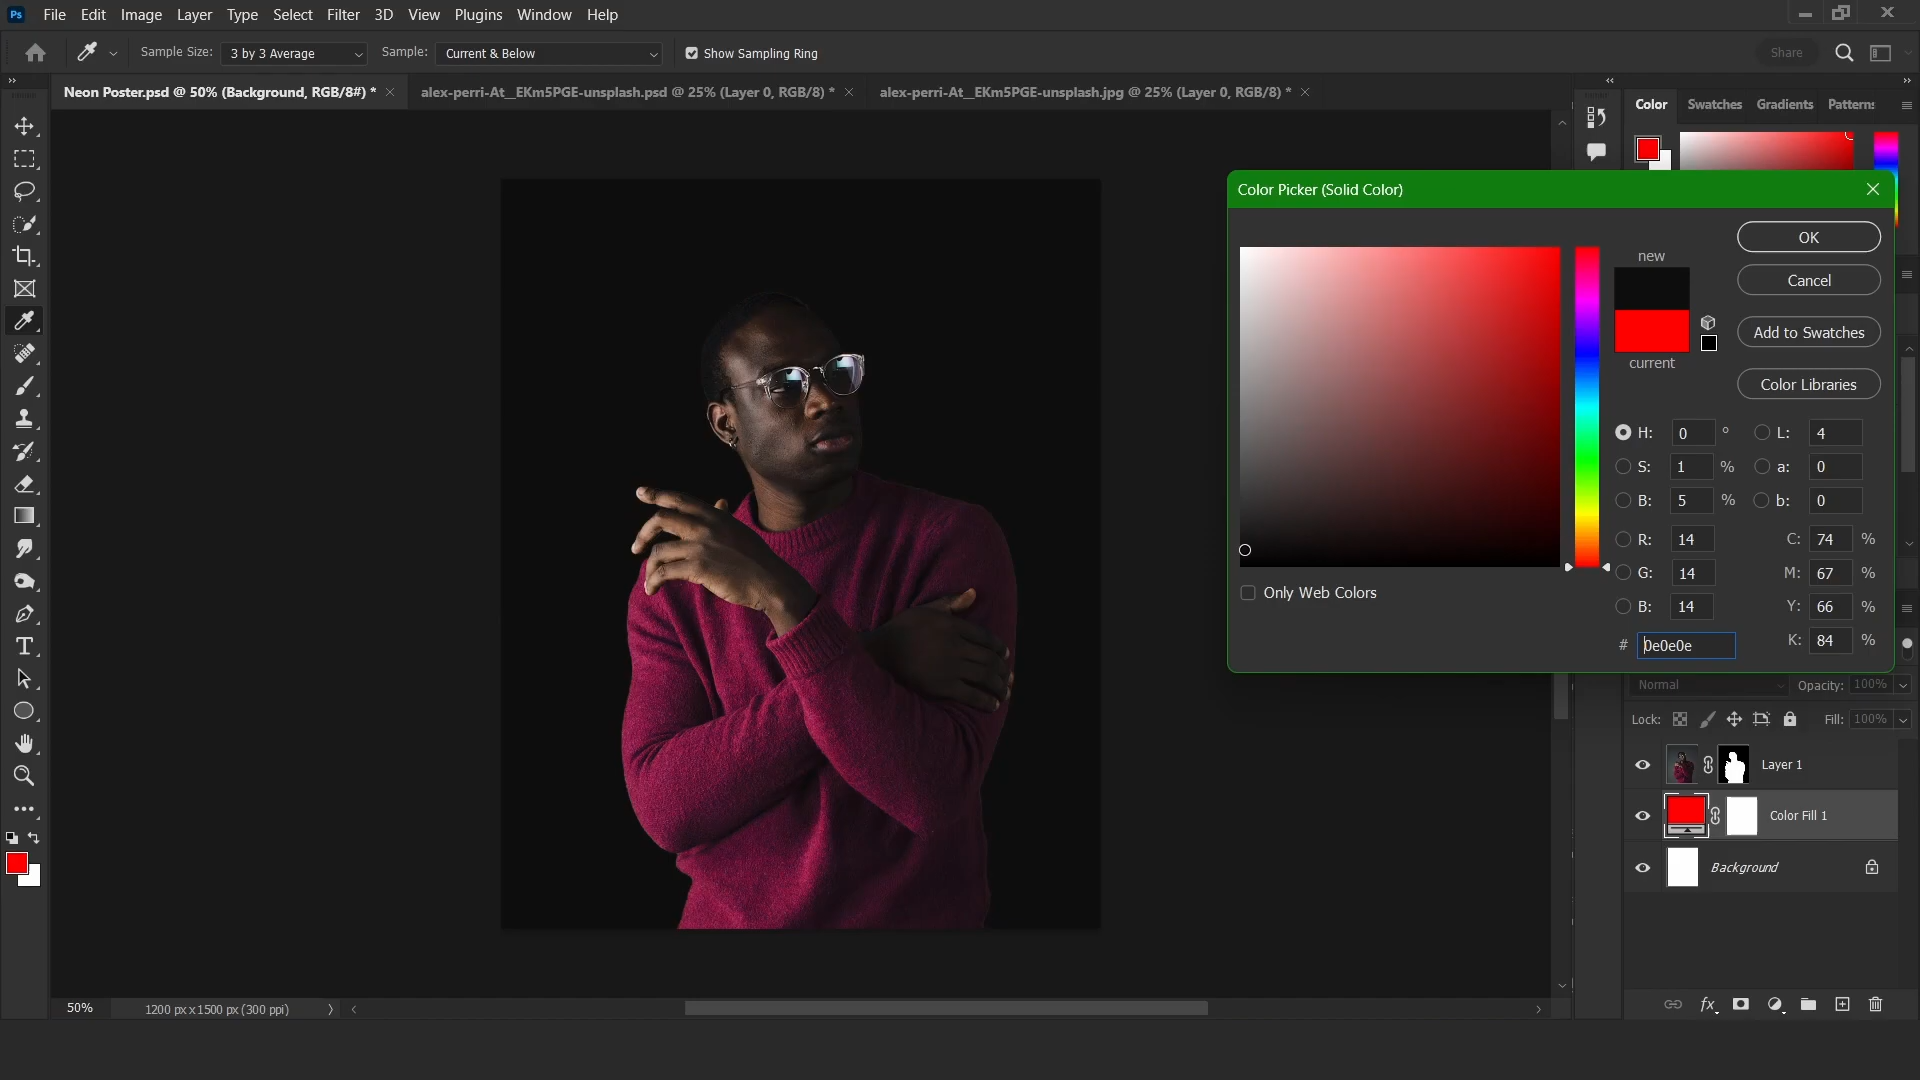 Ps File Edit Image Layer Type Select Filter 3D View Plugins Window Help
Sample Size: 3 by 3 Average Sample: Current & Below Show Sampling Ring Share
Neon Poster.psd @ 50% (Background, RGB/8#) * alex-perri-At__EKm5PGE-unsplash.psd @ 25% (Layer 0, RGB/8) * alex-perri-At__EKm5PGE-unsplash.jpg @ 25% (Layer 0, RGB/8) *
Color Swatches Gradients Patterns
Color Picker (Solid Color)
OK
new
Cancel
Add to Swatches
current
Color Libraries
H: 0 ° L: 4
S: 1 % a: 0
B: 5 % b: 0
R: 14 C: 74 %
G: 14 M: 67 %
Only Web Colors
B: 14 Y: 66 %
# 0e0e0e K: 84 %
Normal Opacity: 100%
Lock: Fill: 100%
Layer 1
Color Fill 1
Background
fx
50% 1200 px x 1500 px (300 ppi)